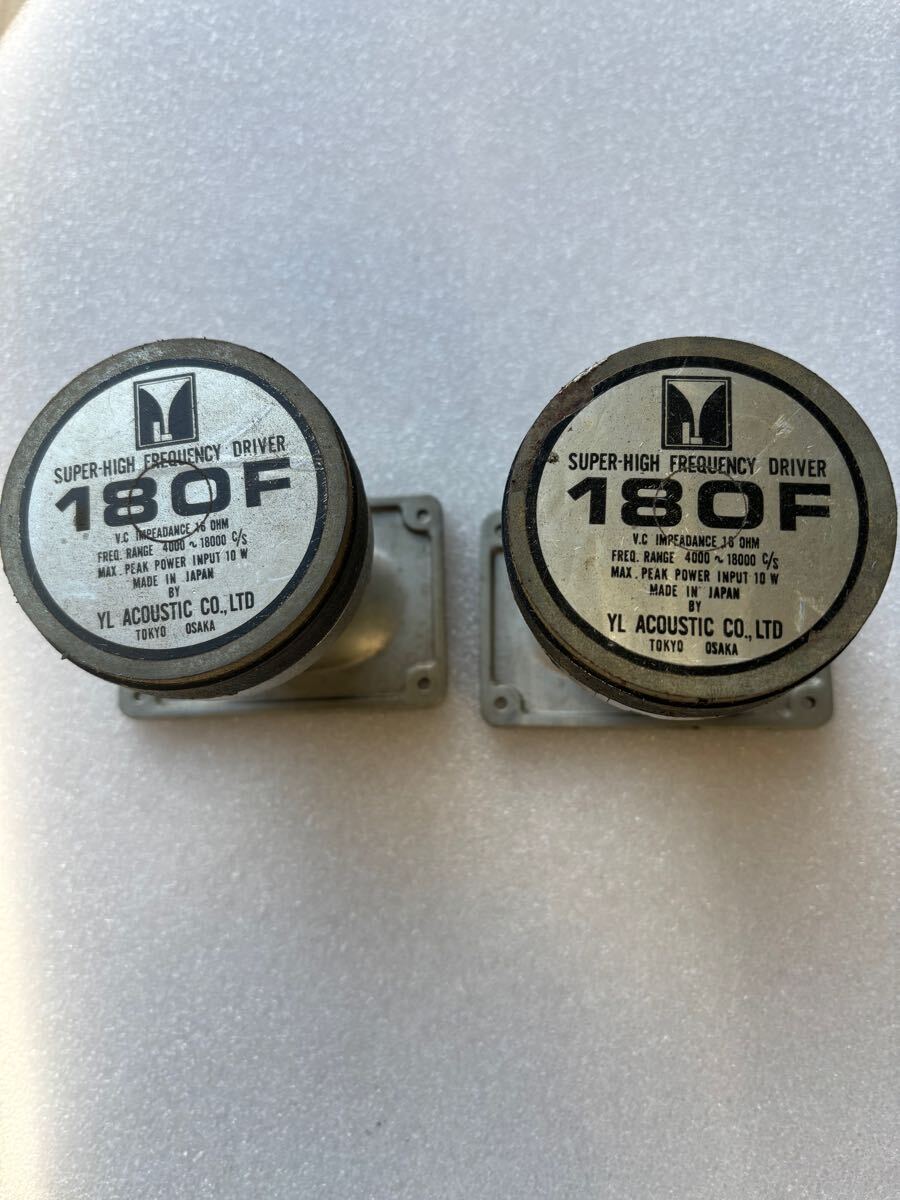 SUPER-HIGH FREQUENCY DRIVER
180F
V.C IMPEADANCE 16 OHM
FREQ. RANGE 4000 ~ 18000 C/S
MAX. PEAK POWER INPUT 10 W
MADE IN JAPAN
BY
YL ACOUSTIC CO., LTD
TOKYO OSAKA
SUPER-HIGH FREQUENCY DRIVER
180F
V.C IMPEADANCE 16 OHM
FREQ. RANGE 4000 ~ 18000 C/S
MAX. PEAK POWER INPUT 10 W
MADE IN JAPAN
BY
YL ACOUSTIC CO., LTD
TOKYO OSAKA